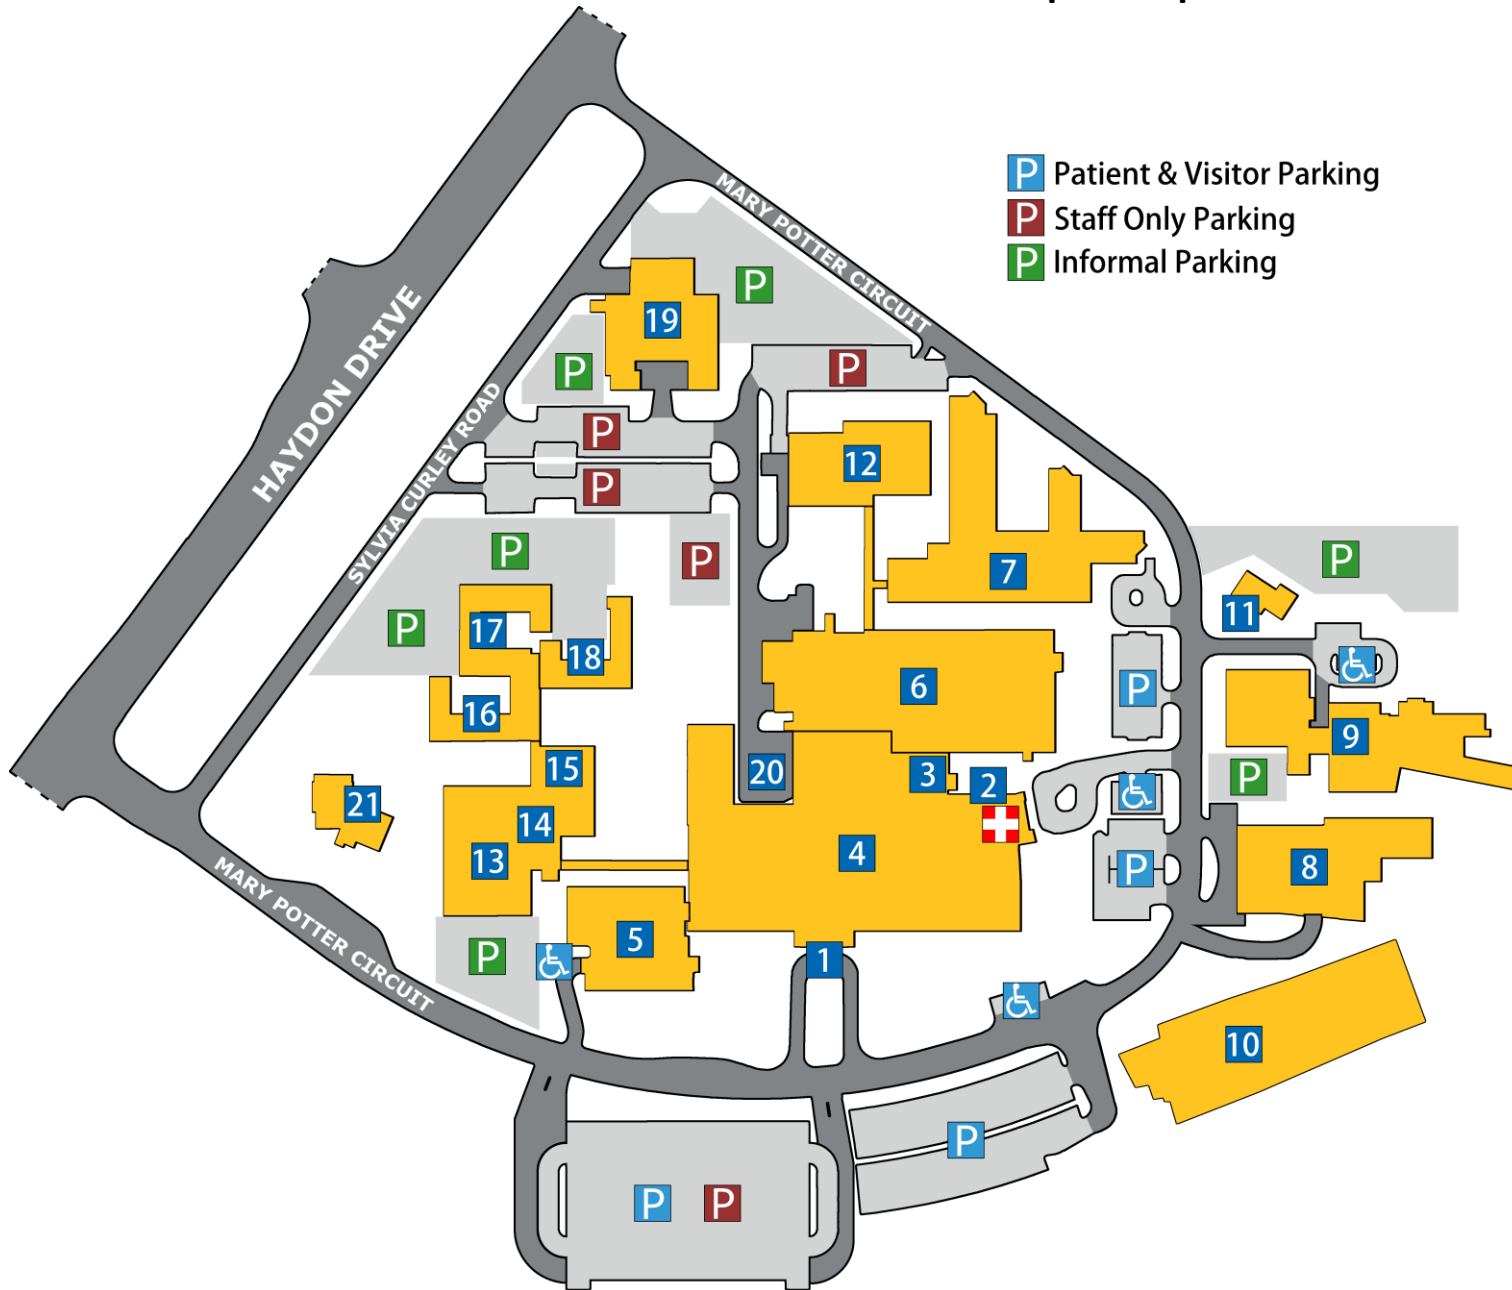 P Patient & Visitor Parking
P Staff Only Parking
P Informal Parking
MARY POTTER CIRCUIT
HAYDON DRIVE
SYLVIA CURLEY ROAD
MARY POTTER CIRCUIT
P
19
P
P
P
12
P
P
P
7
P
11
P
17
18
6
P
16
9
15
20
3
2
P
21
14
4
13
P
8
5
P
1
10
P
P
P